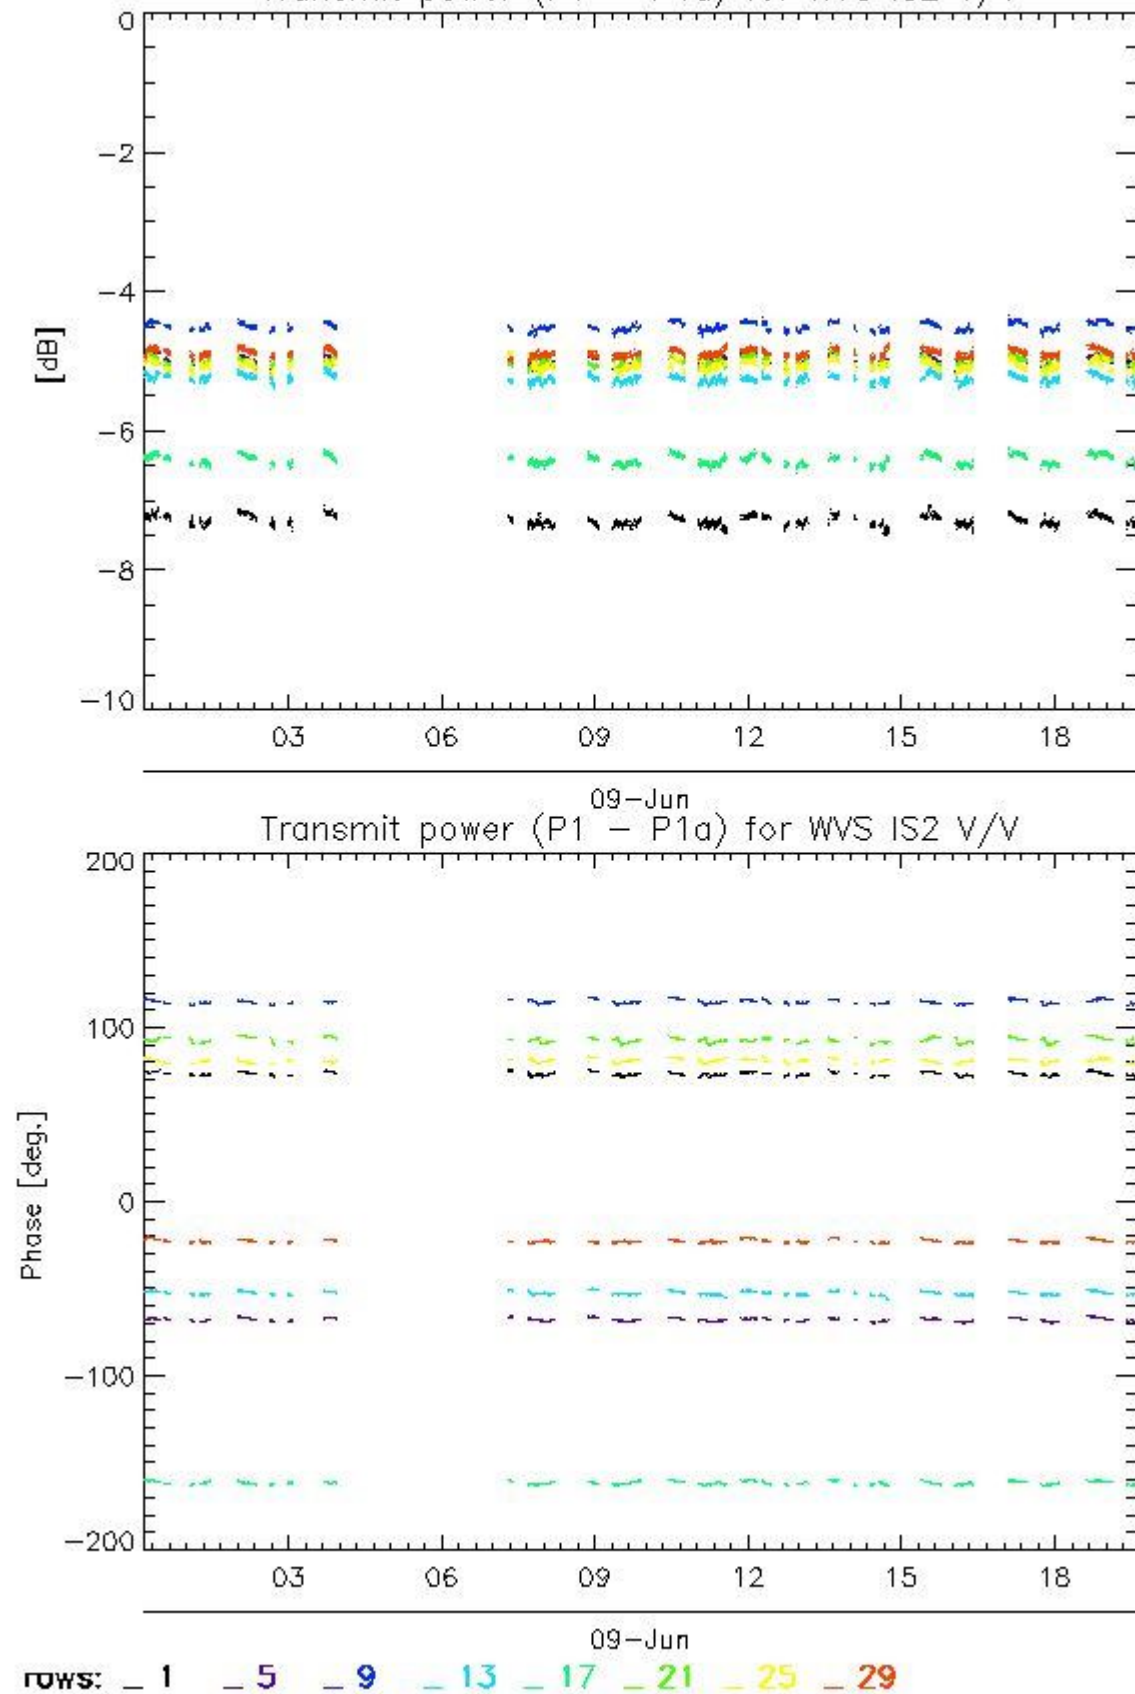 0
-2
-4
[dB]
-6
-8
-10
03 06 09 12 15 18
09-Jun
Transmit power (P1 - P1a) for WVS IS2 V/V
200
100
0
Phase [deg.]
-100
-200
03 06 09 12 15 18
09-Jun
rows: _ 1 _ 5 _ 9 _ 13 _ 17 _ 21 _ 25 _ 29